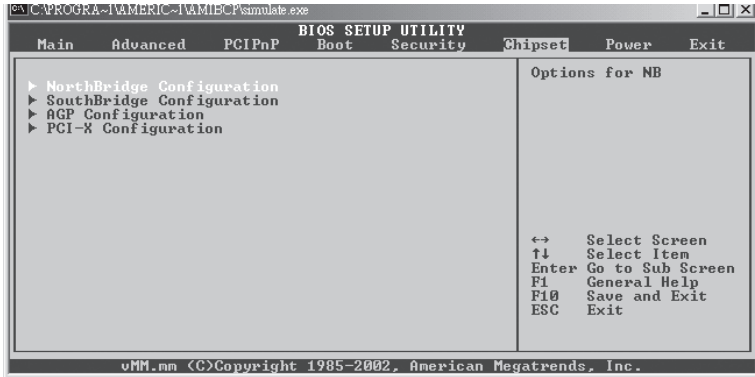 C:\PROGRA~1\AMERIC~1\AMIBCP\simulate.exe
BIOS SETUP UTILITY
Main Advanced PCIPnP Boot Security Chipset Power Exit
► NorthBridge Configuration
► SouthBridge Configuration
► AGP Configuration
► PCI-X Configuration
Options for NB
↔ Select Screen
↑↓ Select Item
Enter Go to Sub Screen
F1 General Help
F10 Save and Exit
ESC Exit
vMM.mm (C)Copyright 1985-2002, American Megatrends, Inc.